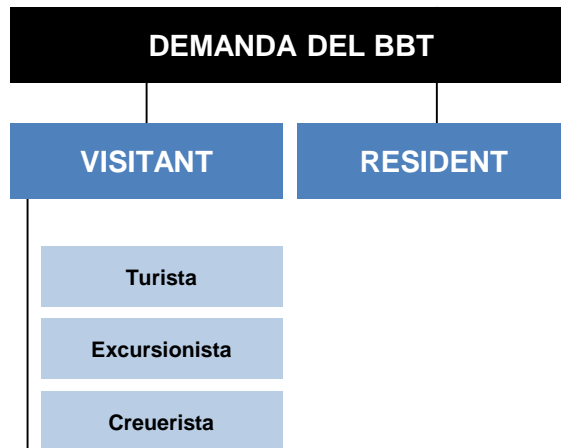 DEMANDA DEL BBT
VISITANT
RESIDENT
Turista
Excursionista
Creuerista